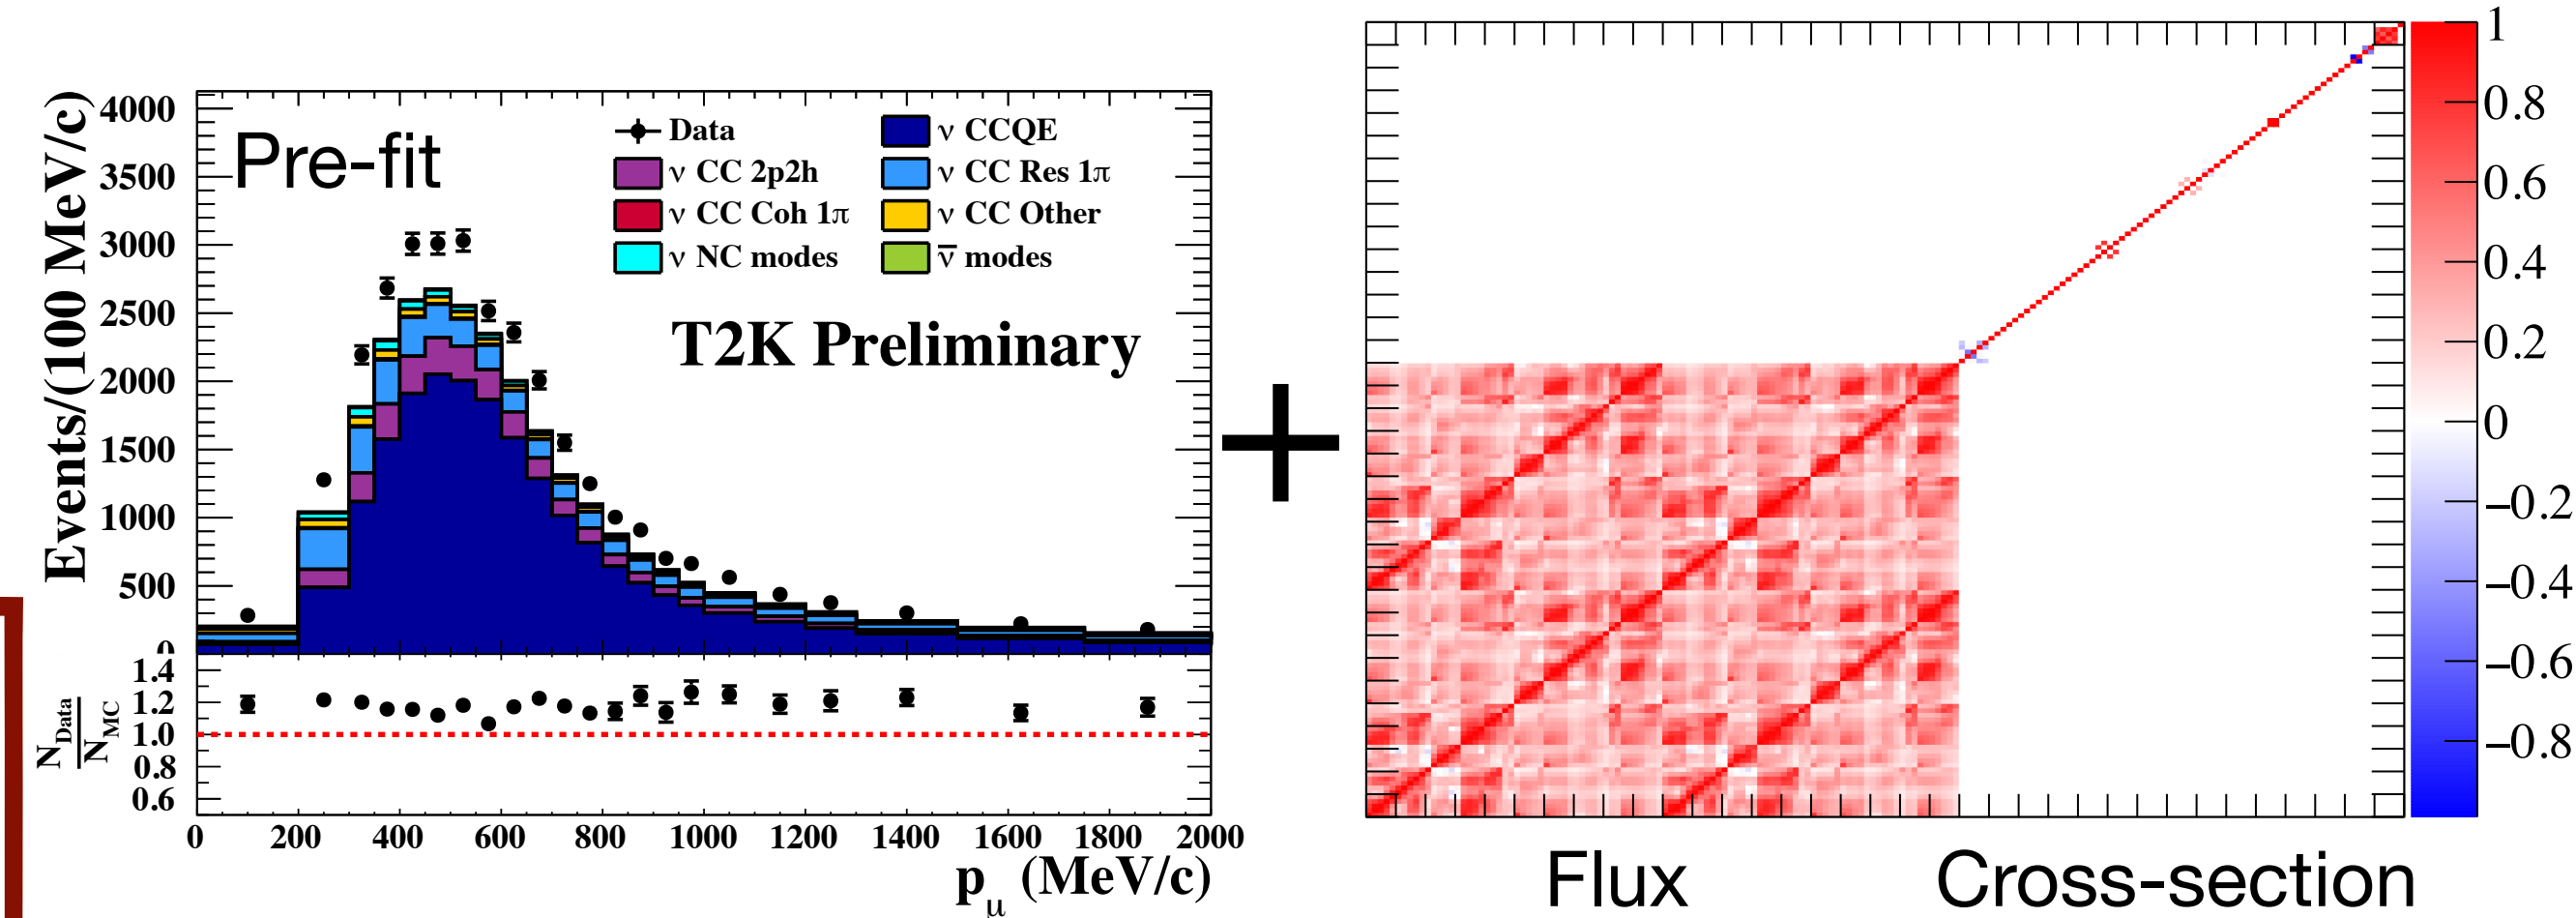 Pre-fit
Data
ν CCQE
ν CC 2p2h
ν CC Res 1π
ν CC Coh 1π
ν CC Other
ν NC modes
ν̅ modes
T2K Preliminary
Events/(100 MeV/c)
4000
3500
3000
2500
2000
1500
1000
500
0
N_Data
N_MC
1.4
1.2
1.0
0.8
0.6
0 200 400 600 800 1000 1200 1400 1600 1800 2000
p_μ (MeV/c)
+
1
0.8
0.6
0.4
0.2
0
−0.2
−0.4
−0.6
−0.8
Flux Cross-section